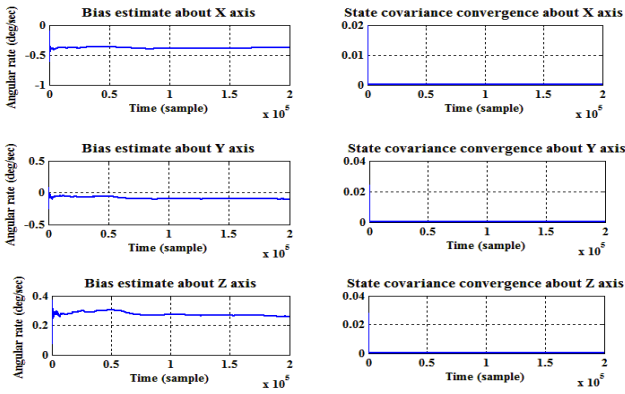 Bias estimate about X axis
Angular rate (deg/sec)
0
-0.5
-1
0
0.5
1
1.5
2
x 10^5
Time (sample)
State covariance convergence about X axis
0.02
0.01
0
0
0.5
1
1.5
2
x 10^5
Time (sample)
Bias estimate about Y axis
Angular rate (deg/sec)
0.5
0
-0.5
0
0.5
1
1.5
2
x 10^5
Time (sample)
State covariance convergence about Y axis
0.04
0.02
0
0
0.5
1
1.5
2
x 10^5
Time (sample)
Bias estimate about Z axis
Angular rate (deg/sec)
0.4
0.2
0
0
0.5
1
1.5
2
x 10^5
Time (sample)
State covariance convergence about Z axis
0.04
0.02
0
0
0.5
1
1.5
2
x 10^5
Time (sample)